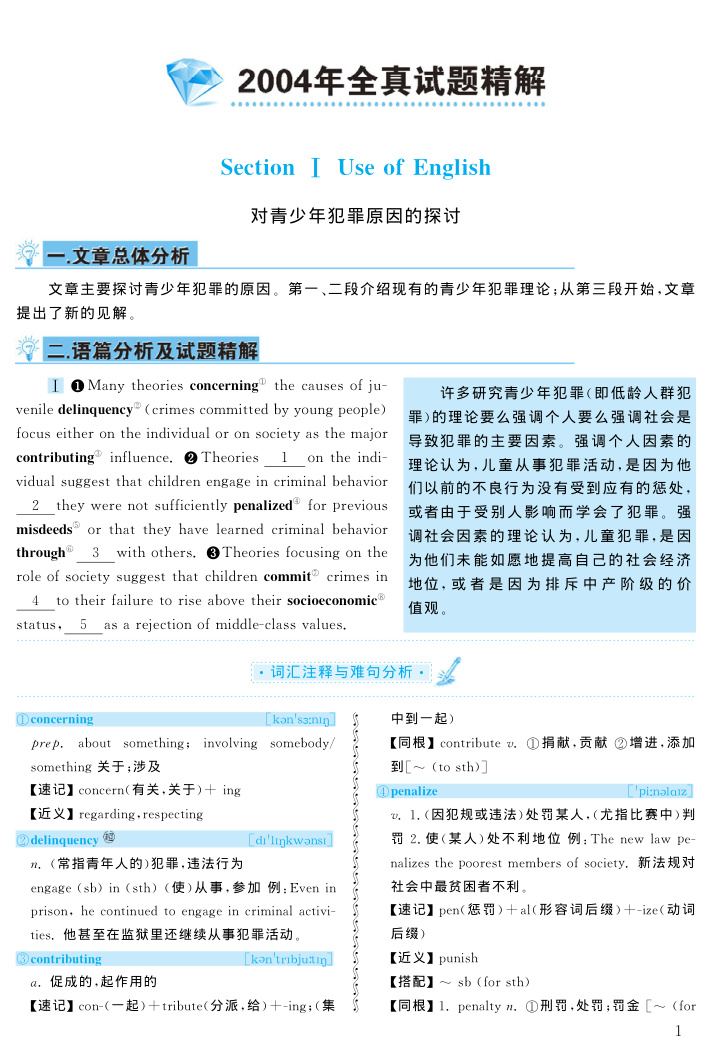 2004年全真试题精解
Section Ⅰ Use of English
对青少年犯罪原因的探讨
一.文章总体分析
文章主要探讨青少年犯罪的原因。第一、二段介绍现有的青少年犯罪理论;从第三段开始,文章
提出了新的见解。
二.语篇分析及试题精解
Ⅰ ❶Many theories concerning① the causes of ju-
venile delinquency②(crimes committed by young people)
focus either on the individual or on society as the major
contributing③ influence. ❷Theories 1 on the indi-
vidual suggest that children engage in criminal behavior
2 they were not sufficiently penalized④ for previous
misdeeds⑤ or that they have learned criminal behavior
through⑥ 3 with others. ❸Theories focusing on the
role of society suggest that children commit⑦ crimes in
4 to their failure to rise above their socioeconomic⑧
status, 5 as a rejection of middle-class values.
许多研究青少年犯罪(即低龄人群犯
罪)的理论要么强调个人要么强调社会是
导致犯罪的主要因素。强调个人因素的
理论认为,儿童从事犯罪活动,是因为他
们以前的不良行为没有受到应有的惩处,
或者由于受别人影响而学会了犯罪。强
调社会因素的理论认为,儿童犯罪,是因
为他们未能如愿地提高自己的社会经济
地位,或者是因为排斥中产阶级的价
值观。
·词汇注释与难句分析·
①concerning [kənˈsɜːnɪŋ]
prep. about something; involving somebody/
something 关于;涉及
【速记】concern(有关,关于)+ ing
【近义】regarding,respecting
②delinquency 超 [dɪˈlɪŋkwənsɪ]
n. (常指青年人的)犯罪,违法行为
engage (sb) in (sth) (使)从事,参加 例:Even in
prison, he continued to engage in criminal activi-
ties. 他甚至在监狱里还继续从事犯罪活动。
③contributing [kənˈtrɪbjuːtɪŋ]
a. 促成的,起作用的
【速记】con-(一起)+tribute(分派,给)+-ing;(集
中到一起)
【同根】contribute v. ①捐献,贡献 ②增进,添加
到[~ (to sth)]
④penalize [ˈpiːnəlaɪz]
v. 1.(因犯规或违法)处罚某人,(尤指比赛中)判
罚 2.使(某人)处不利地位 例:The new law pe-
nalizes the poorest members of society. 新法规对
社会中最贫困者不利。
【速记】pen(惩罚)+al(形容词后缀)+-ize(动词
后缀)
【近义】punish
【搭配】~ sb (for sth)
【同根】1. penalty n. ①刑罚,处罚;罚金 [~ (for
1